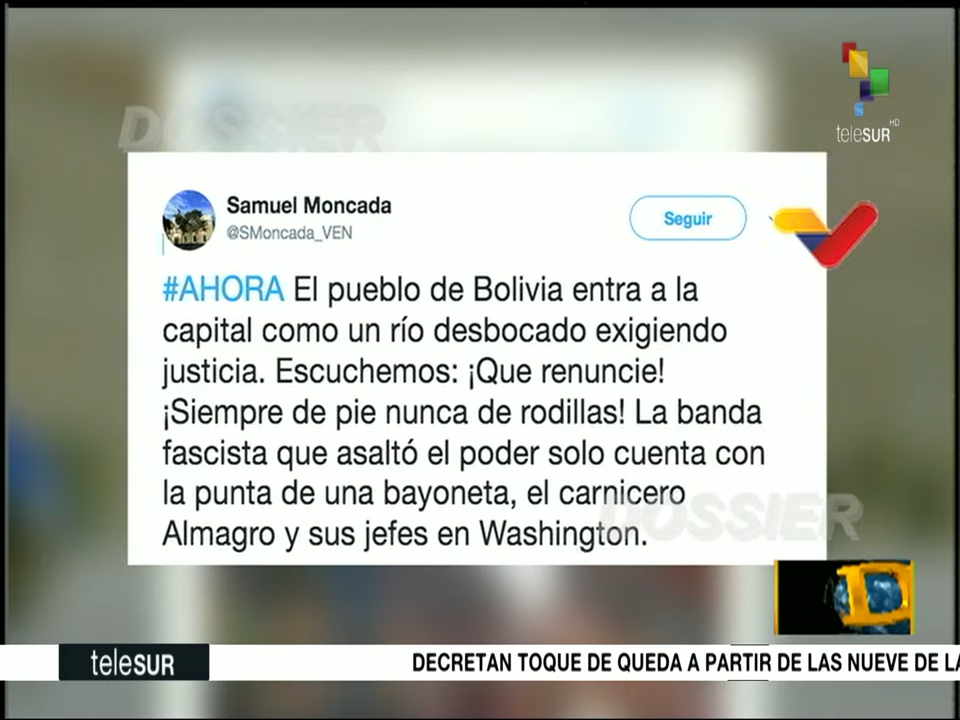 DOSSIER
teleSUR HD
Samuel Moncada
@SMoncada_VEN
Seguir
#AHORA El pueblo de Bolivia entra a la
capital como un río desbocado exigiendo
justicia. Escuchemos: ¡Que renuncie!
¡Siempre de pie nunca de rodillas! La banda
fascista que asaltó el poder solo cuenta con
la punta de una bayoneta, el carnicero
Almagro y sus jefes en Washington.
DOSSIER
teleSUR
DECRETAN TOQUE DE QUEDA A PARTIR DE LAS NUEVE DE LA